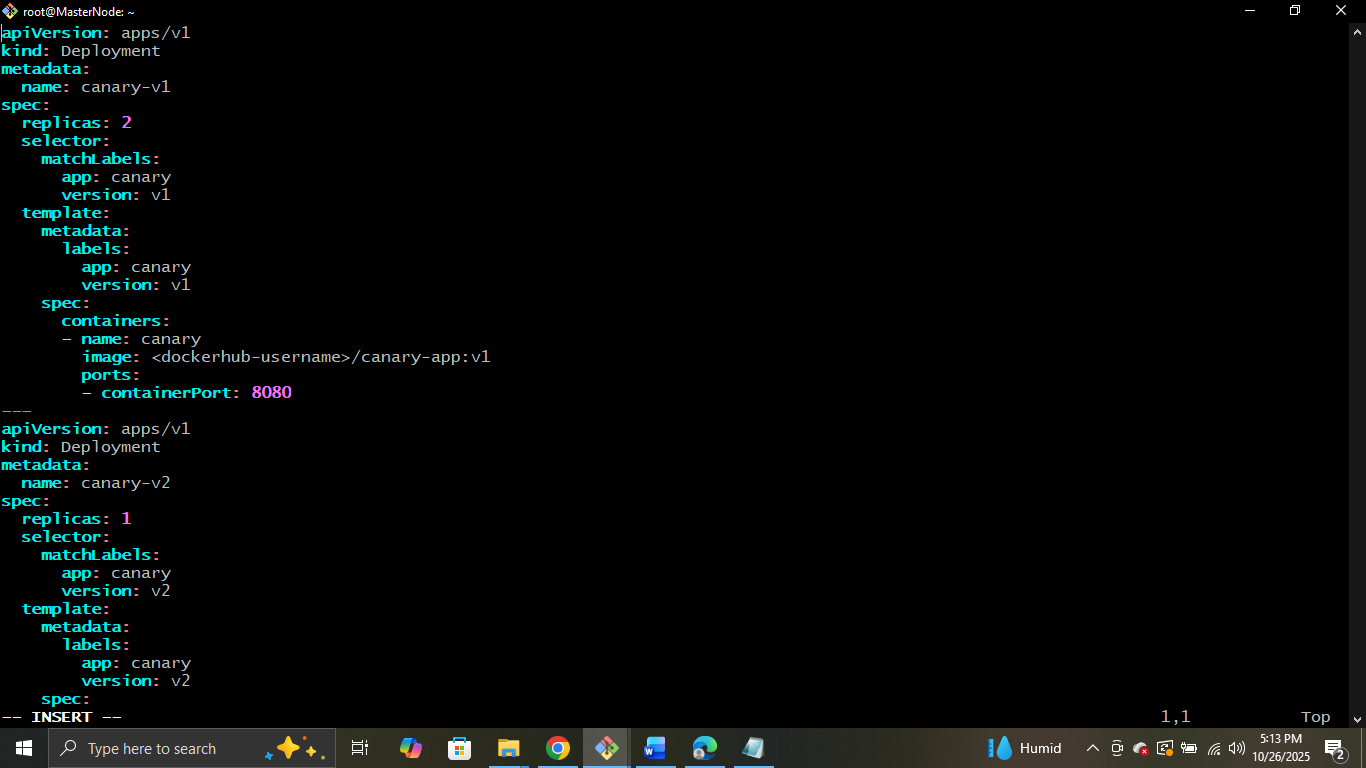 root@MasterNode: ~
apiVersion: apps/v1
kind: Deployment
metadata:
  name: canary-v1
spec:
  replicas: 2
  selector:
    matchLabels:
      app: canary
      version: v1
  template:
    metadata:
      labels:
        app: canary
        version: v1
    spec:
      containers:
      - name: canary
        image: <dockerhub-username>/canary-app:v1
        ports:
        - containerPort: 8080
---
apiVersion: apps/v1
kind: Deployment
metadata:
  name: canary-v2
spec:
  replicas: 1
  selector:
    matchLabels:
      app: canary
      version: v2
  template:
    metadata:
      labels:
        app: canary
        version: v2
    spec:
-- INSERT -- 1,1 Top
Type here to search
Humid
5:13 PM
10/26/2025
2